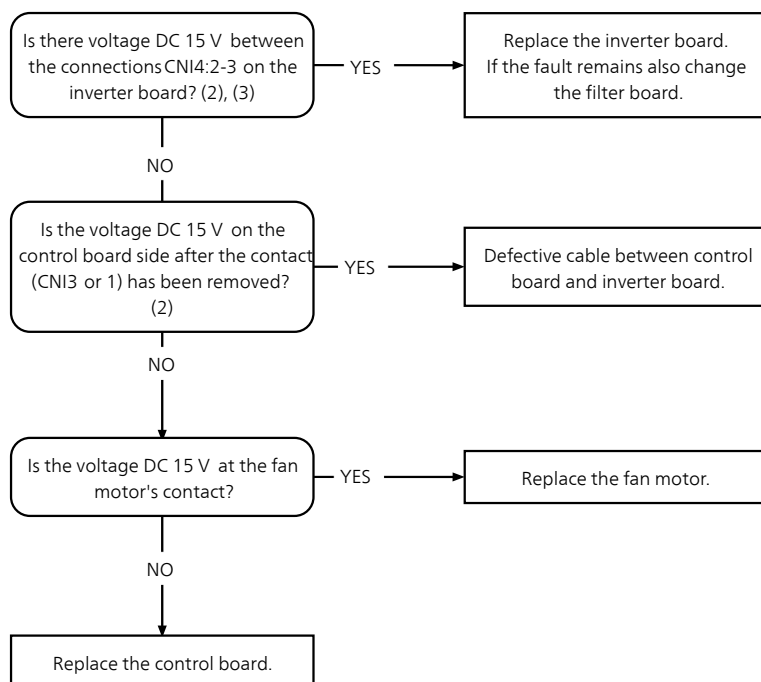 Is there voltage DC 15 V between
the connections CNI4:2-3 on the
inverter board? (2), (3)
YES
Replace the inverter board.
If the fault remains also change
the filter board.
NO
Is the voltage DC 15 V on the
control board side after the contact
(CNI3 or 1) has been removed?
(2)
YES
Defective cable between control
board and inverter board.
NO
Is the voltage DC 15 V at the fan
motor's contact?
YES
Replace the fan motor.
NO
Replace the control board.